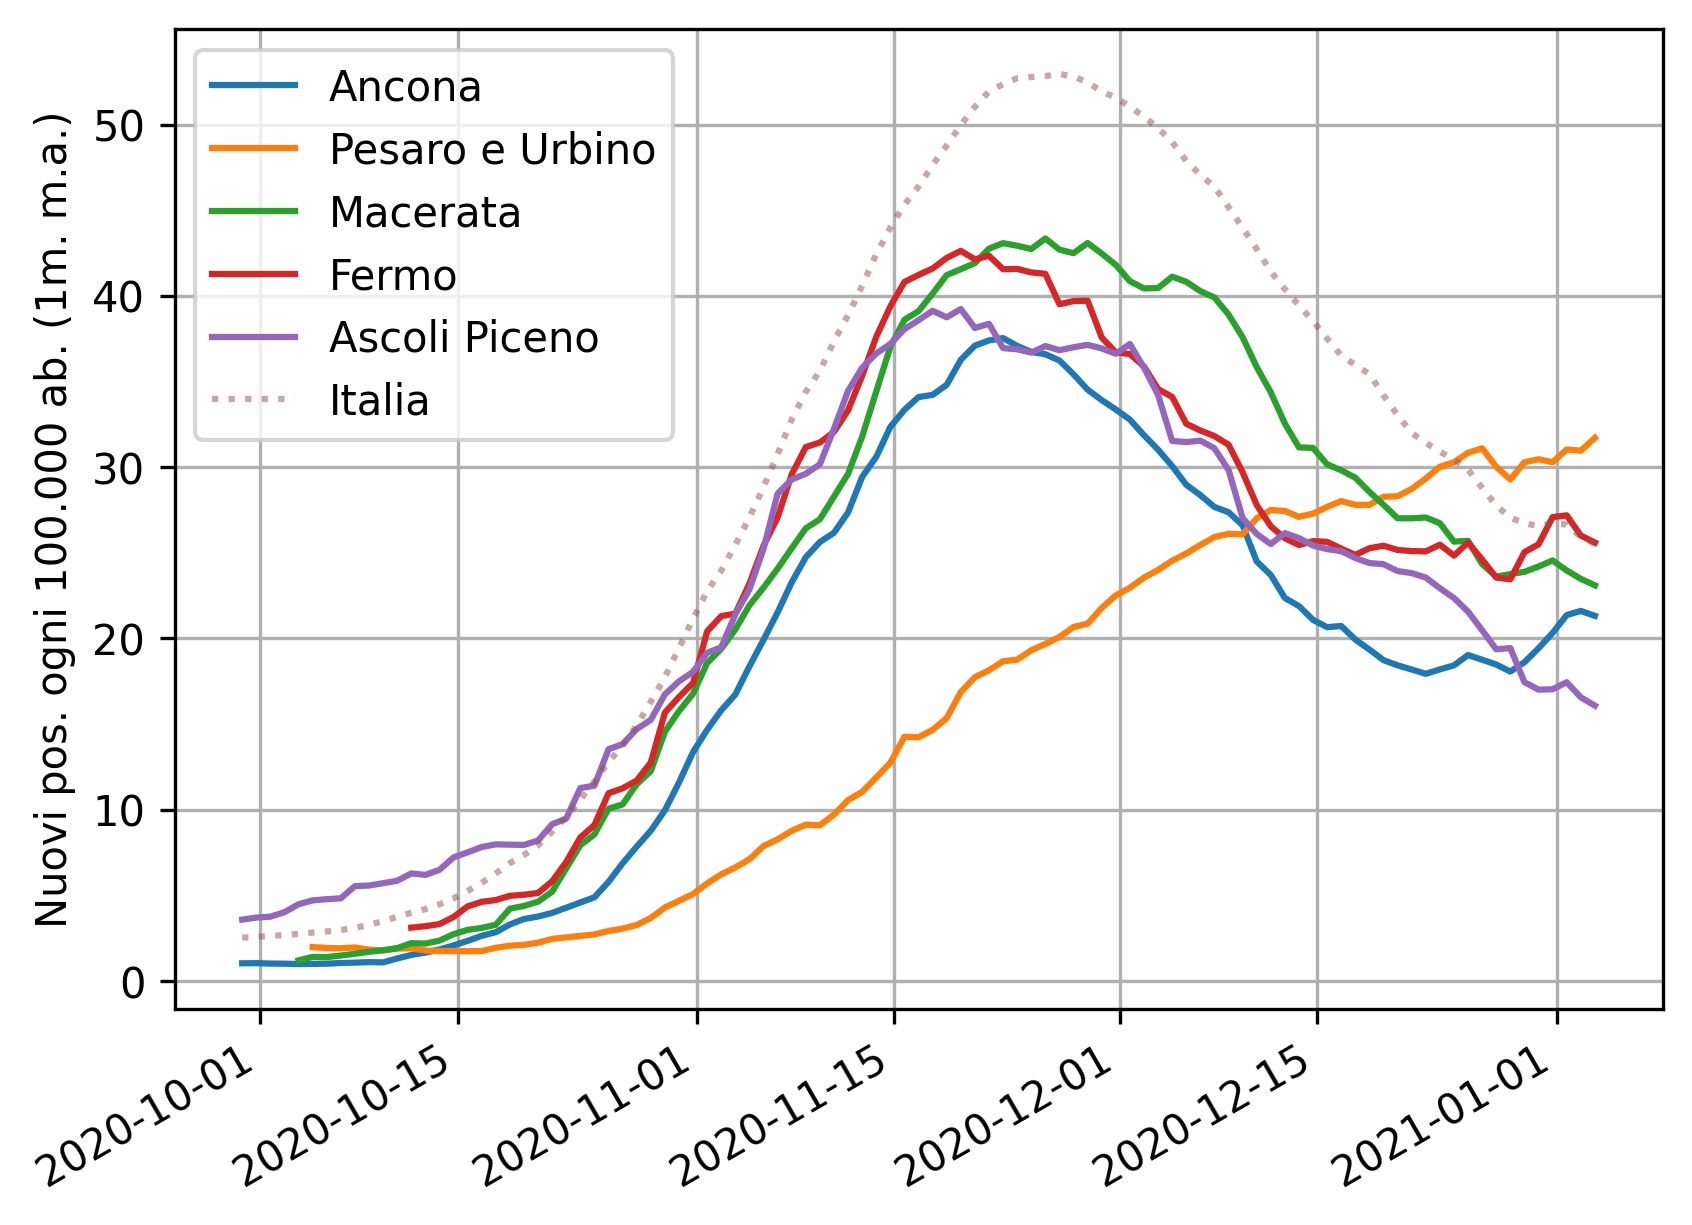 Nuovi pos. ogni 100.000 ab. (1m. m.a.)
50
40
30
20
10
0
Ancona
Pesaro e Urbino
Macerata
Fermo
Ascoli Piceno
Italia
2020-10-01
2020-10-15
2020-11-01
2020-11-15
2020-12-01
2020-12-15
2021-01-01